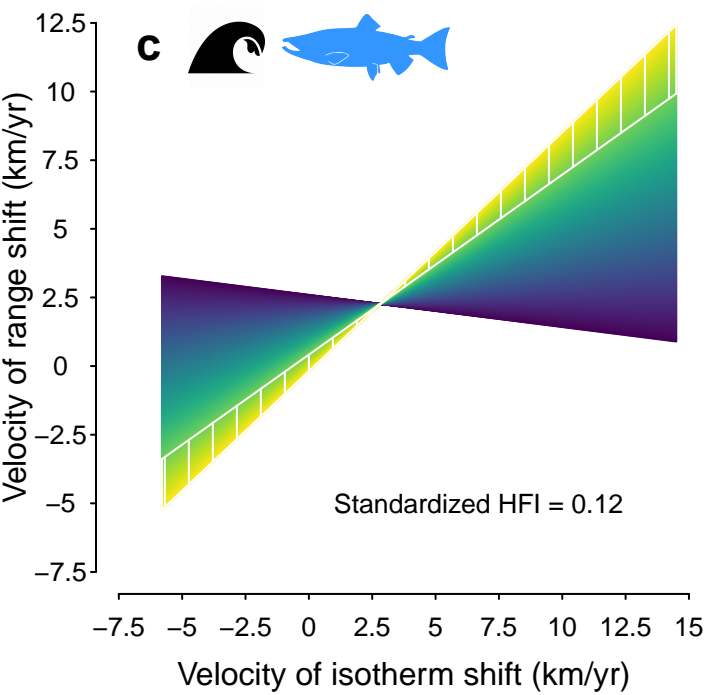 c
12.5
10
7.5
5
2.5
0
−2.5
−5
−7.5
Velocity of range shift (km/yr)
Standardized HFI = 0.12
−7.5 −5 −2.5 0 2.5 5 7.5 10 12.5 15
Velocity of isotherm shift (km/yr)